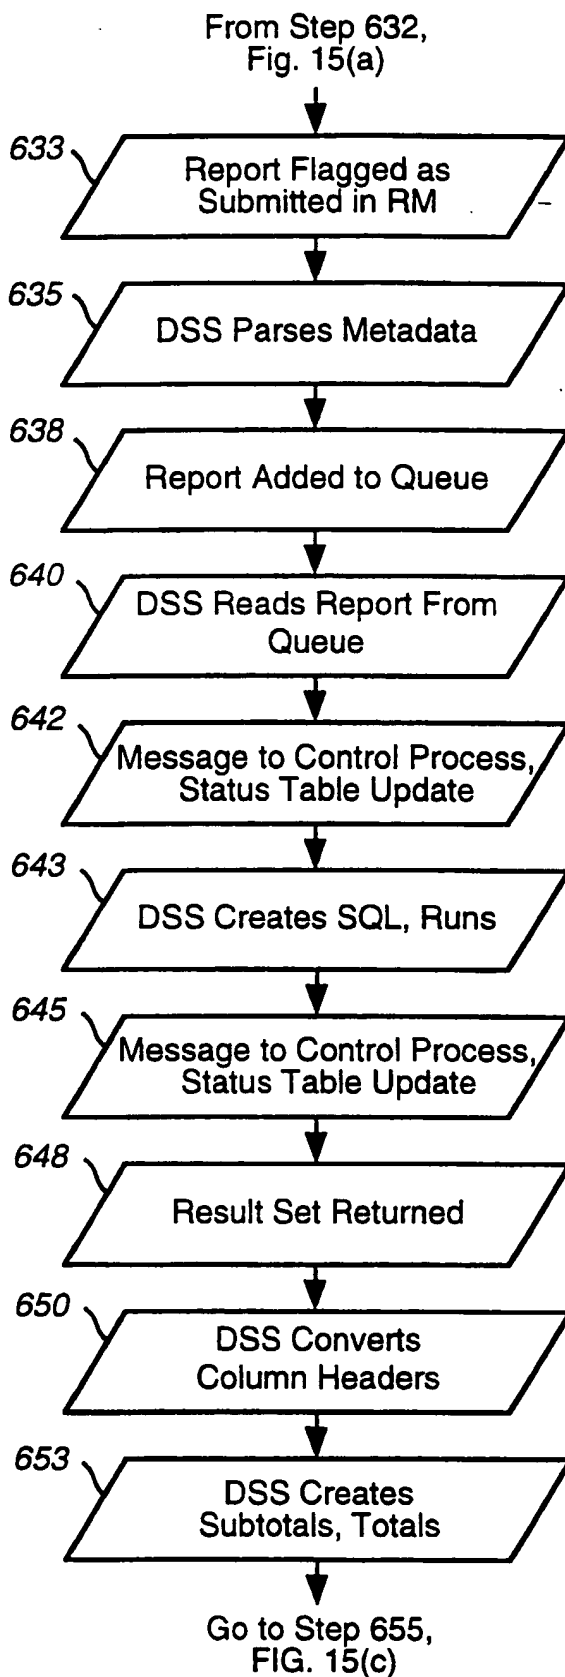 From Step 632,
Fig. 15(a)
633
Report Flagged as
Submitted in RM
635
DSS Parses Metadata
638
Report Added to Queue
640
DSS Reads Report From
Queue
642
Message to Control Process,
Status Table Update
643
DSS Creates SQL, Runs
645
Message to Control Process,
Status Table Update
648
Result Set Returned
650
DSS Converts
Column Headers
653
DSS Creates
Subtotals, Totals
Go to Step 655,
FIG. 15(c)